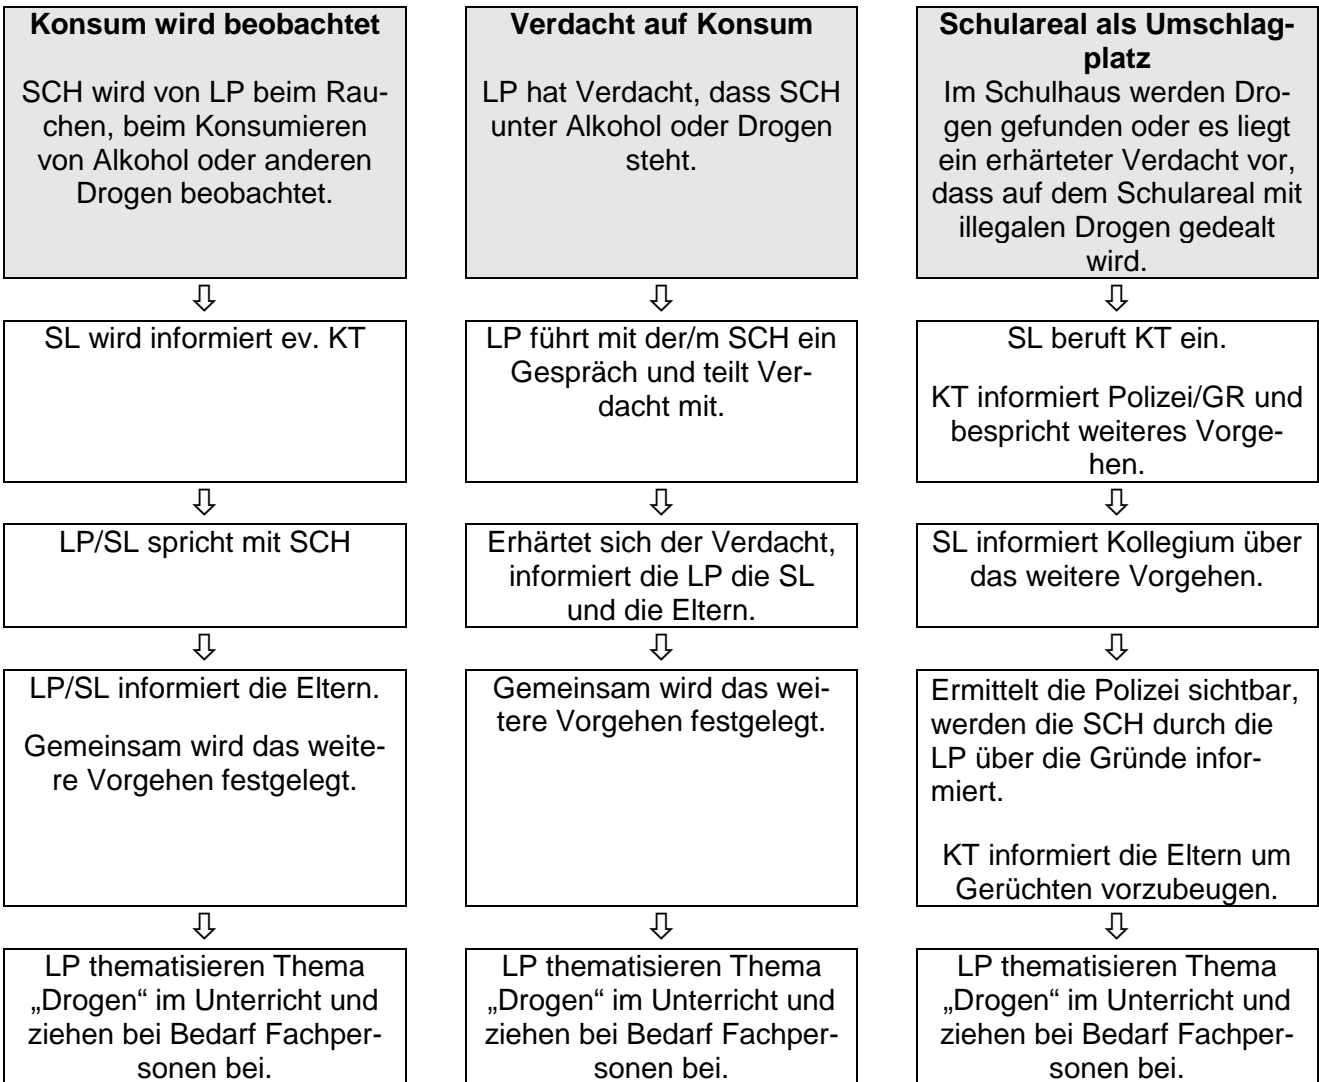 Konsum wird beobachtet
SCH wird von LP beim Rau-
chen, beim Konsumieren
von Alkohol oder anderen
Drogen beobachtet.
⇩
SL wird informiert ev. KT
⇩
LP/SL spricht mit SCH
⇩
LP/SL informiert die Eltern.
Gemeinsam wird das weite-
re Vorgehen festgelegt.
⇩
LP thematisieren Thema
„Drogen“ im Unterricht und
ziehen bei Bedarf Fachper-
sonen bei.
Verdacht auf Konsum
LP hat Verdacht, dass SCH
unter Alkohol oder Drogen
steht.
⇩
LP führt mit der/m SCH ein
Gespräch und teilt Ver-
dacht mit.
⇩
Erhärtet sich der Verdacht,
informiert die LP die SL
und die Eltern.
⇩
Gemeinsam wird das wei-
tere Vorgehen festgelegt.
⇩
LP thematisieren Thema
„Drogen“ im Unterricht und
ziehen bei Bedarf Fachper-
sonen bei.
Schulareal als Umschlag-
platz
Im Schulhaus werden Dro-
gen gefunden oder es liegt
ein erhärteter Verdacht vor,
dass auf dem Schulareal mit
illegalen Drogen gedealt
wird.
⇩
SL beruft KT ein.
KT informiert Polizei/GR und
bespricht weiteres Vorge-
hen.
⇩
SL informiert Kollegium über
das weitere Vorgehen.
⇩
Ermittelt die Polizei sichtbar,
werden die SCH durch die
LP über die Gründe infor-
miert.
KT informiert die Eltern um
Gerüchten vorzubeugen.
⇩
LP thematisieren Thema
„Drogen“ im Unterricht und
ziehen bei Bedarf Fachper-
sonen bei.